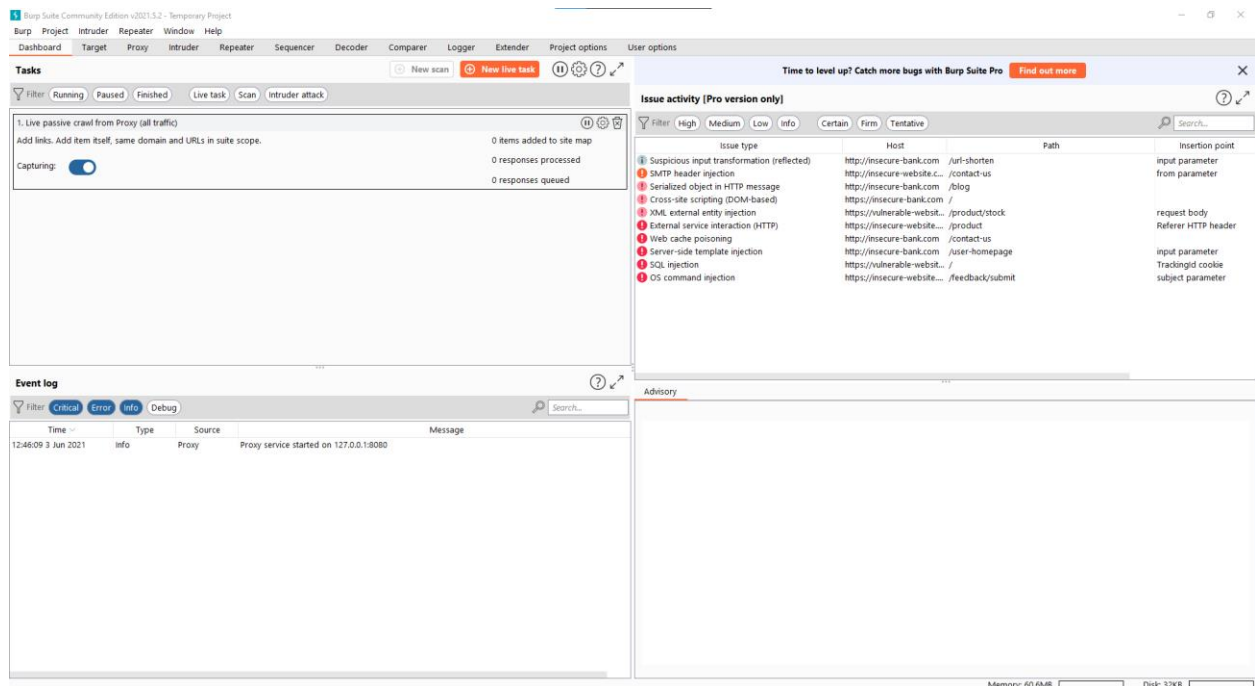 Burp Suite Community Edition v2021.5.2 - Temporary Project
Burp Project Intruder Repeater Window Help
Dashboard Target Proxy Intruder Repeater Sequencer Decoder Comparer Logger Extender Project options User options
Tasks
New scan
New live task
Filter Running Paused Finished Live task Scan Intruder attack
1. Live passive crawl from Proxy (all traffic)
Add links. Add item itself, same domain and URLs in suite scope.
0 items added to site map
Capturing:
0 responses processed
0 responses queued
Event log
Filter Critical Error Info Debug
Search...
Time Type Source Message
12:46:09 3 Jun 2021 Info Proxy Proxy service started on 127.0.0.1:8080
Time to level up? Catch more bugs with Burp Suite Pro Find out more
Issue activity [Pro version only]
Filter High Medium Low Info Certain Firm Tentative
Search...
Issue type Host Path Insertion point
Suspicious input transformation (reflected) http://insecure-bank.com /url-shorten input parameter
SMTP header injection http://insecure-website.c... /contact-us from parameter
Serialized object in HTTP message http://insecure-bank.com /blog
Cross-site scripting (DOM-based) https://insecure-bank.com /
XML external entity injection https://vulnerable-websit... /product/stock request body
External service interaction (HTTP) https://insecure-website.... /product Referer HTTP header
Web cache poisoning http://insecure-bank.com /contact-us
Server-side template injection http://insecure-bank.com /user-homepage input parameter
SQL injection https://vulnerable-websit... / TrackingId cookie
OS command injection https://insecure-website.... /feedback/submit subject parameter
Advisory
Memory: 60.6MB Disk: 32KB